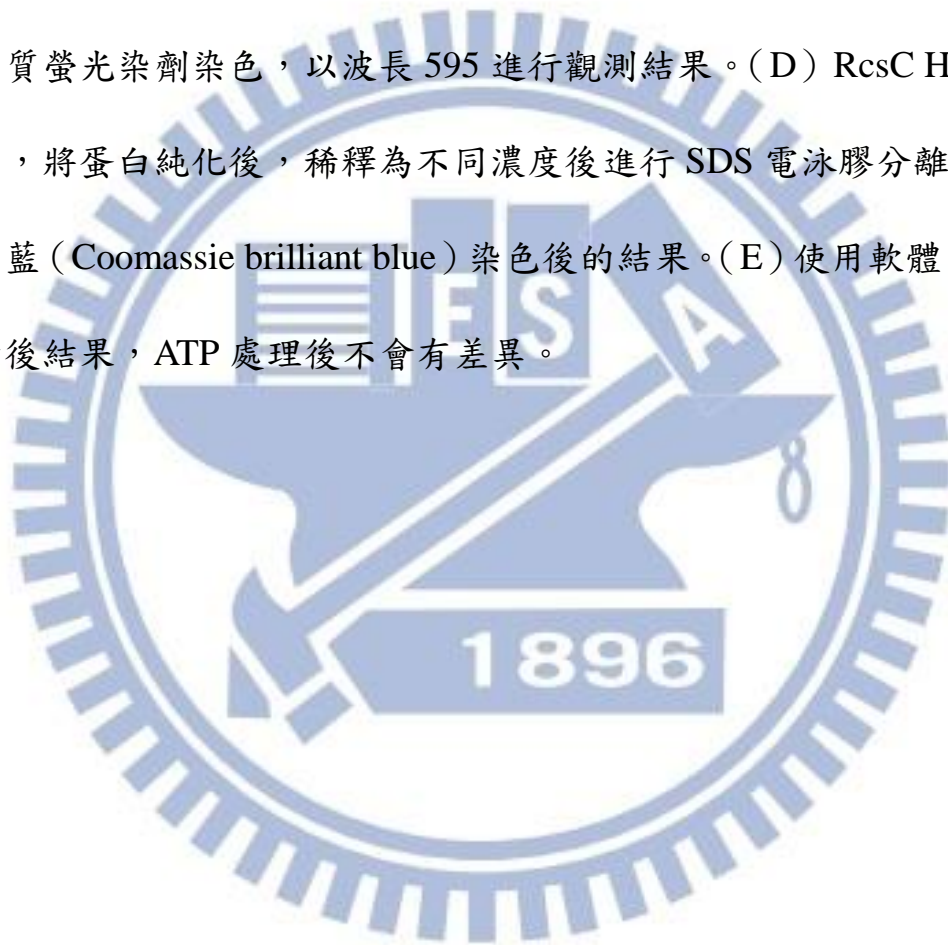 質螢光染劑染色，以波長 595 進行觀測結果。（D）RcsC H
，將蛋白純化後，稀釋為不同濃度後進行 SDS 電泳膠分離
藍（Coomassie brilliant blue）染色後的結果。（E）使用軟體
後結果，ATP 處理後不會有差異。
E S A
1896